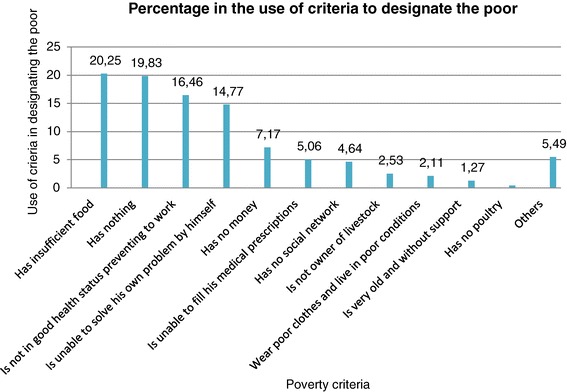 Percentage in the use of criteria to designate the poor
Use of crieria in designating the poor
25
20
15
10
5
0
20,25
19,83
16,46
14,77
7,17
5,06
4,64
2,53
2,11
1,27
5,49
Has insufficient food
Has nothing
Is not in good health status preventing to work
Is unable to solve his own problem by himself
Has no money
Is unable to fill his medical prescriptions
Has no social network
Is not owner of livestock
Wear poor clothes and live in poor conditions
Is very old and without support
Has no poultry
Others
Poverty criteria